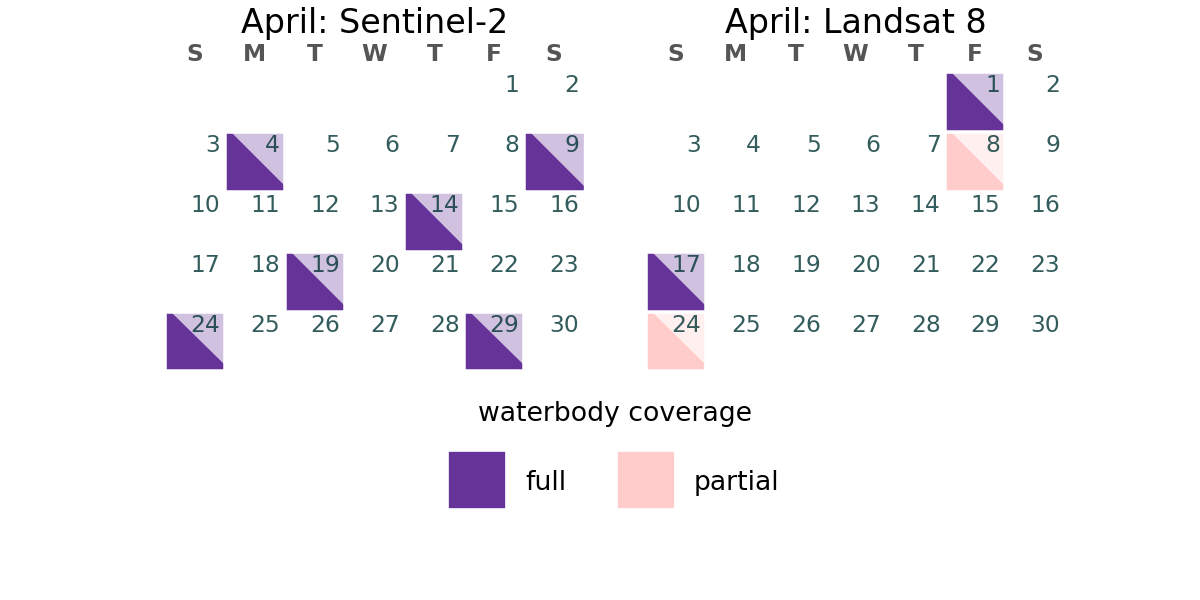 April: Sentinel-2
S M T W T F S
1 2
3 4 5 6 7 8 9
10 11 12 13 14 15 16
17 18 19 20 21 22 23
24 25 26 27 28 29 30
April: Landsat 8
S M T W T F S
1 2
3 4 5 6 7 8 9
10 11 12 13 14 15 16
17 18 19 20 21 22 23
24 25 26 27 28 29 30
waterbody coverage
full partial